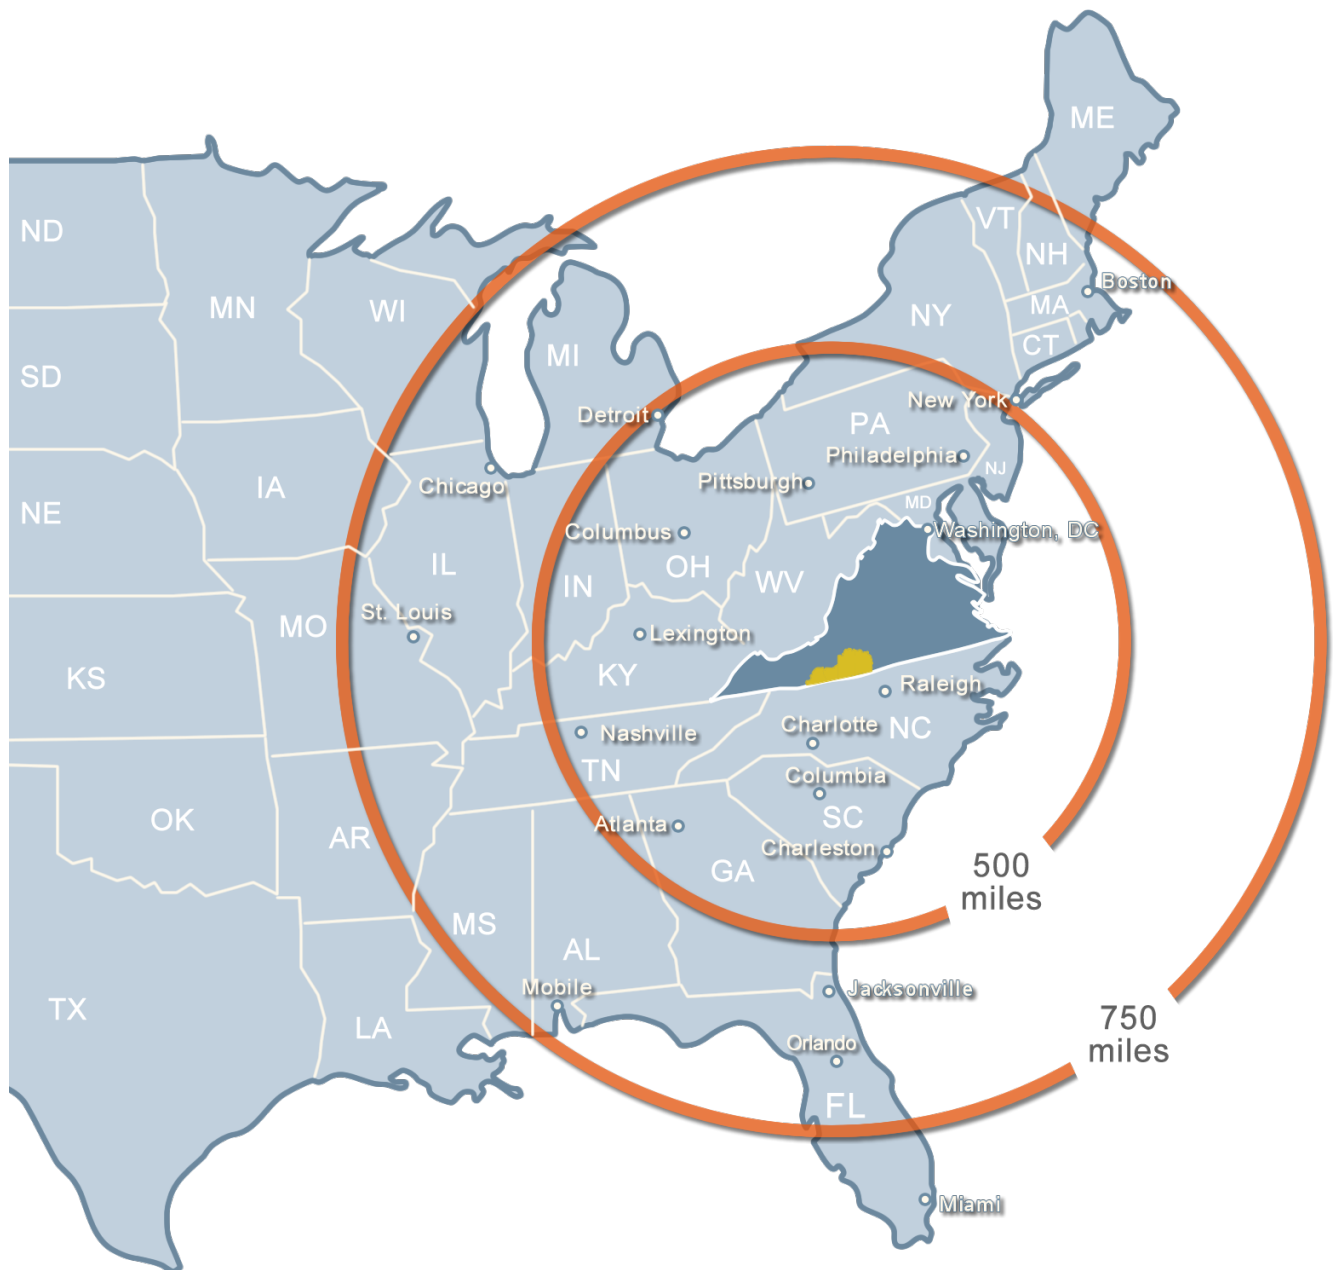 ME
ND
VT
NH
Boston
MN
WI
MA
NY
CT
MI
SD
New York
Detroit
PA
Philadelphia
NJ
Pittsburgh
Chicago
IA
MD
NE
Washington, DC
Columbus
OH
IL
IN
WV
St. Louis
MO
Lexington
KS
KY
Raleigh
Charlotte
NC
Nashville
TN
Columbia
OK
SC
AR
Atlanta
Charleston
GA
500
miles
MS
AL
Mobile
Jacksonville
TX
LA
750
miles
Orlando
FL
Miami